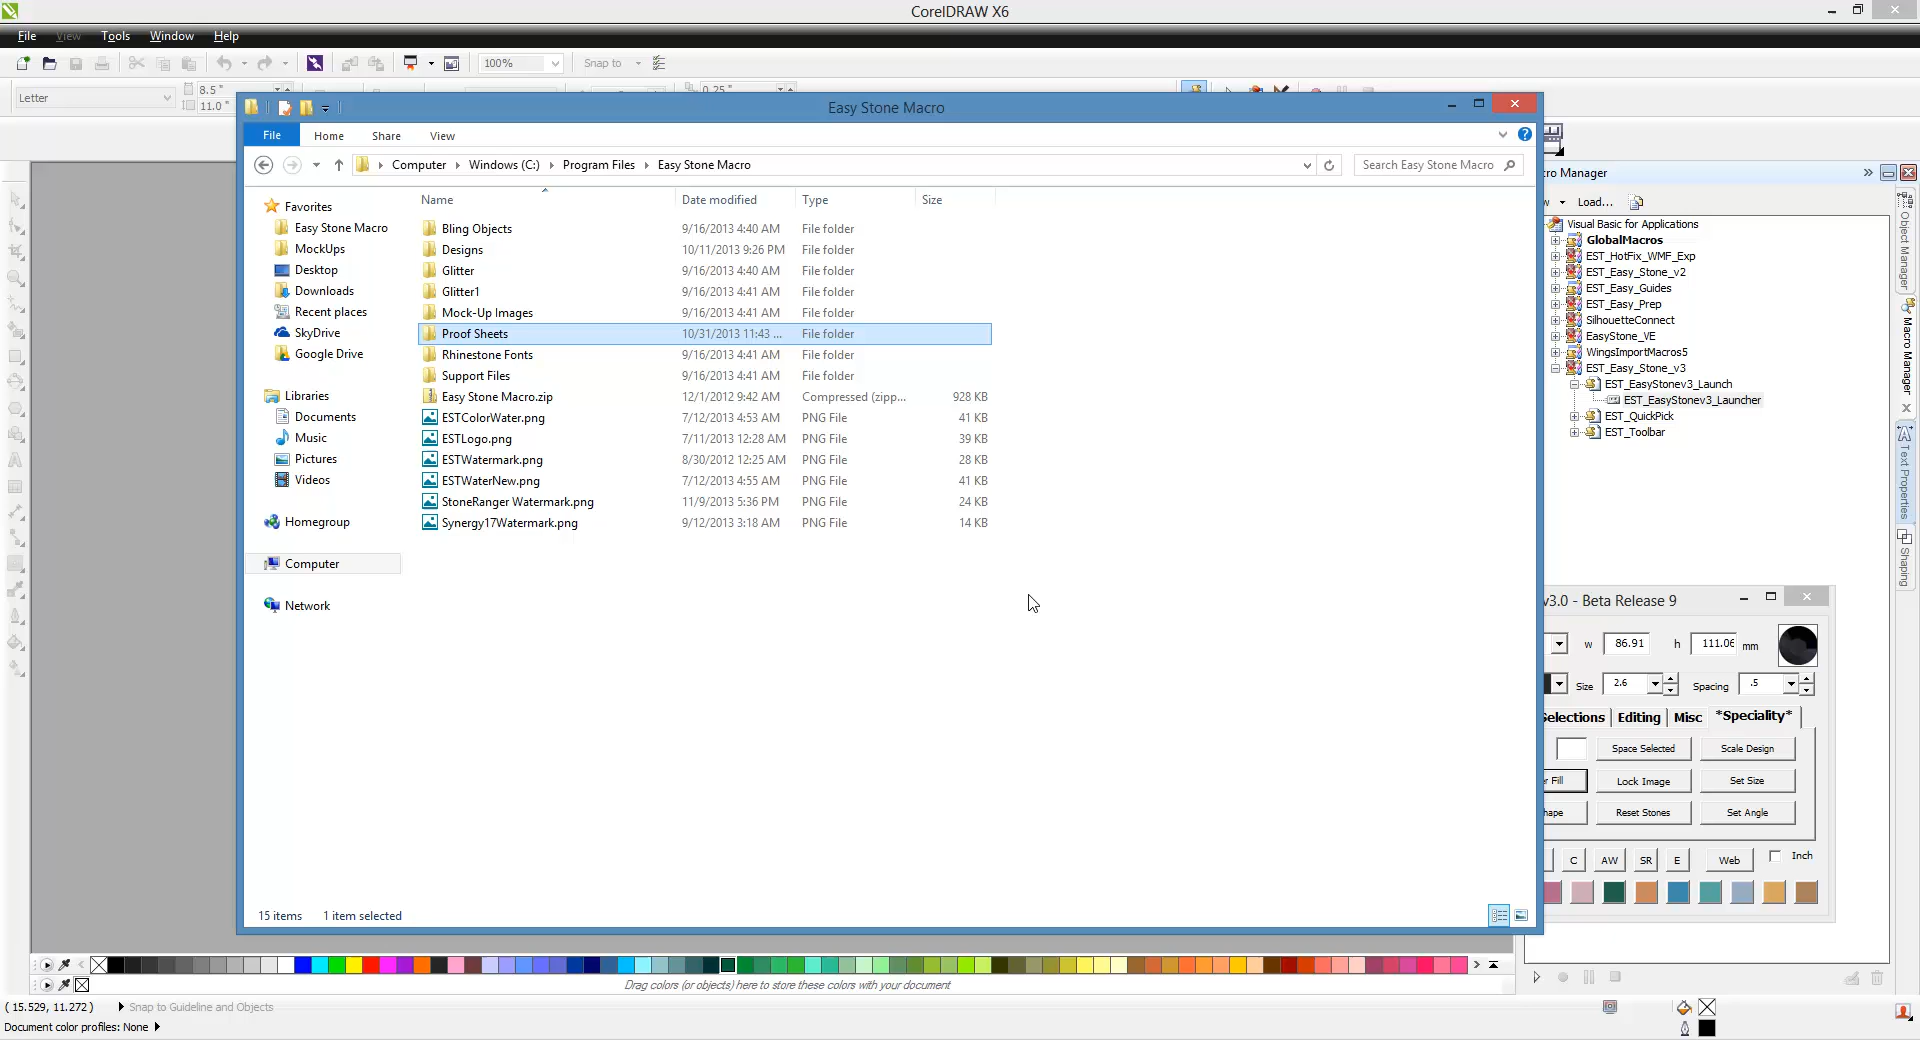 CorelDRAW X6
File View Tools Window Help
100% Snap to
Letter 8.5 " 11.0 " 0.25 "
Easy Stone Macro
File Home Share View
Computer Windows (C:) Program Files Easy Stone Macro Search Easy Stone Macro
Name Date modified Type Size
Favorites
Easy Stone Macro
MockUps
Desktop
Downloads
Recent places
SkyDrive
Google Drive
Libraries
Documents
Music
Pictures
Videos
Homegroup
Computer
Network
Bling Objects 9/16/2013 4:40 AM File folder
Designs 10/11/2013 9:26 PM File folder
Glitter 9/16/2013 4:40 AM File folder
Glitter1 9/16/2013 4:41 AM File folder
Mock-Up Images 9/16/2013 4:41 AM File folder
Proof Sheets 10/31/2013 11:43 ... File folder
Rhinestone Fonts 9/16/2013 4:41 AM File folder
Support Files 9/16/2013 4:41 AM File folder
Easy Stone Macro.zip 12/1/2012 9:42 AM Compressed (zipp... 928 KB
ESTColorWater.png 7/12/2013 4:53 AM PNG File 41 KB
ESTLogo.png 7/11/2013 12:28 AM PNG File 39 KB
ESTWatermark.png 8/30/2012 12:25 AM PNG File 28 KB
ESTWaterNew.png 7/12/2013 4:55 AM PNG File 41 KB
StoneRanger Watermark.png 11/9/2013 5:36 PM PNG File 24 KB
Synergy17Watermark.png 9/12/2013 3:18 AM PNG File 14 KB
15 items 1 item selected
ro Manager
w Load...
Visual Basic for Applications
GlobalMacros
EST_HotFix_WMF_Exp
EST_Easy_Stone_v2
EST_Easy_Guides
EST_Easy_Prep
SilhouetteConnect
EasyStone_VE
WingsImportMacros5
EST_Easy_Stone_v3
EST_EasyStonev3_Launch
EST_EasyStonev3_Launcher
EST_QuickPick
EST_Toolbar
Object Manager
Macro Manager
Text Properties
Shaping
v3.0 - Beta Release 9
w 86.91 h 111.06 mm
Size 2.6 Spacing .5
Selections Editing Misc *Speciality*
Space Selected Scale Design
r Fill Lock Image Set Size
hape Reset Stones Set Angle
C AW SR E Web Inch
Drag colors (or objects) here to store these colors with your document
( 15.529, 11.272 ) Snap to Guideline and Objects
Document color profiles: None